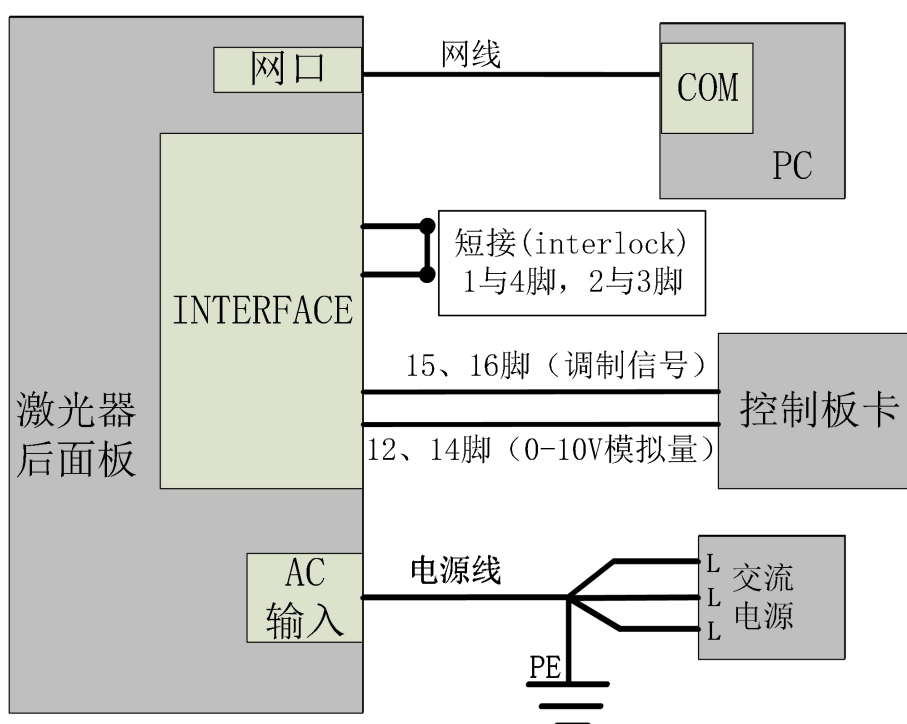 网口
网线
COM
PC
短接(interlock)
1与4脚，2与3脚
INTERFACE
15、16脚（调制信号）
12、14脚（0-10V模拟量）
控制板卡
激光器
后面板
AC
输入
电源线
L
L
L
交流
电源
PE